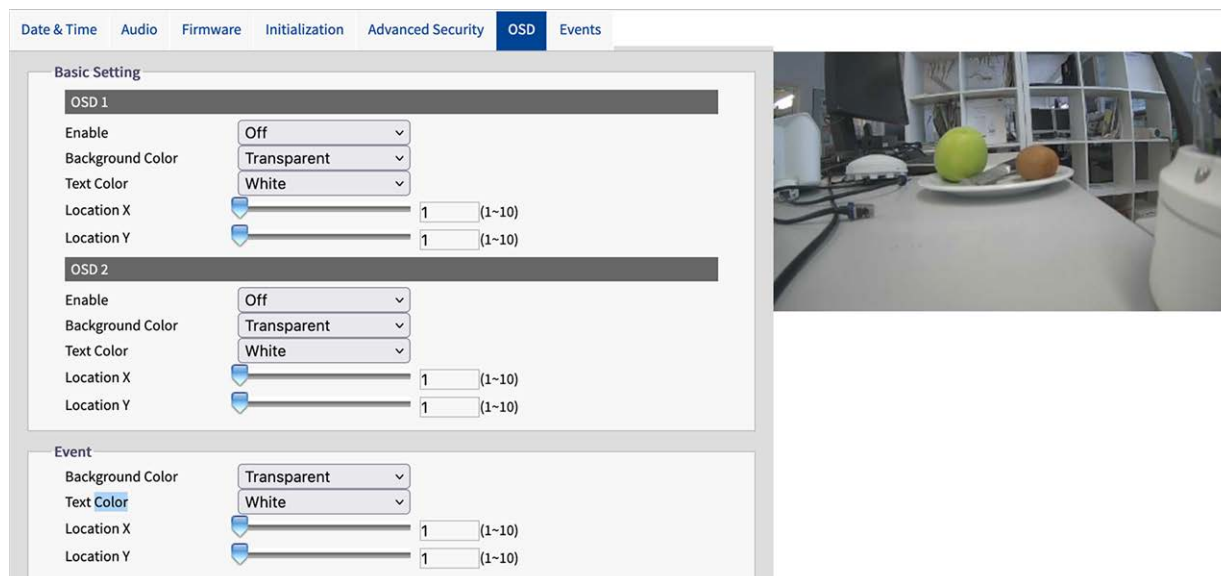 Date & Time Audio Firmware Initialization Advanced Security OSD Events
Basic Setting
OSD 1
Enable Off
Background Color Transparent
Text Color White
Location X 1 (1~10)
Location Y 1 (1~10)
OSD 2
Enable Off
Background Color Transparent
Text Color White
Location X 1 (1~10)
Location Y 1 (1~10)
Event
Background Color Transparent
Text Color White
Location X 1 (1~10)
Location Y 1 (1~10)